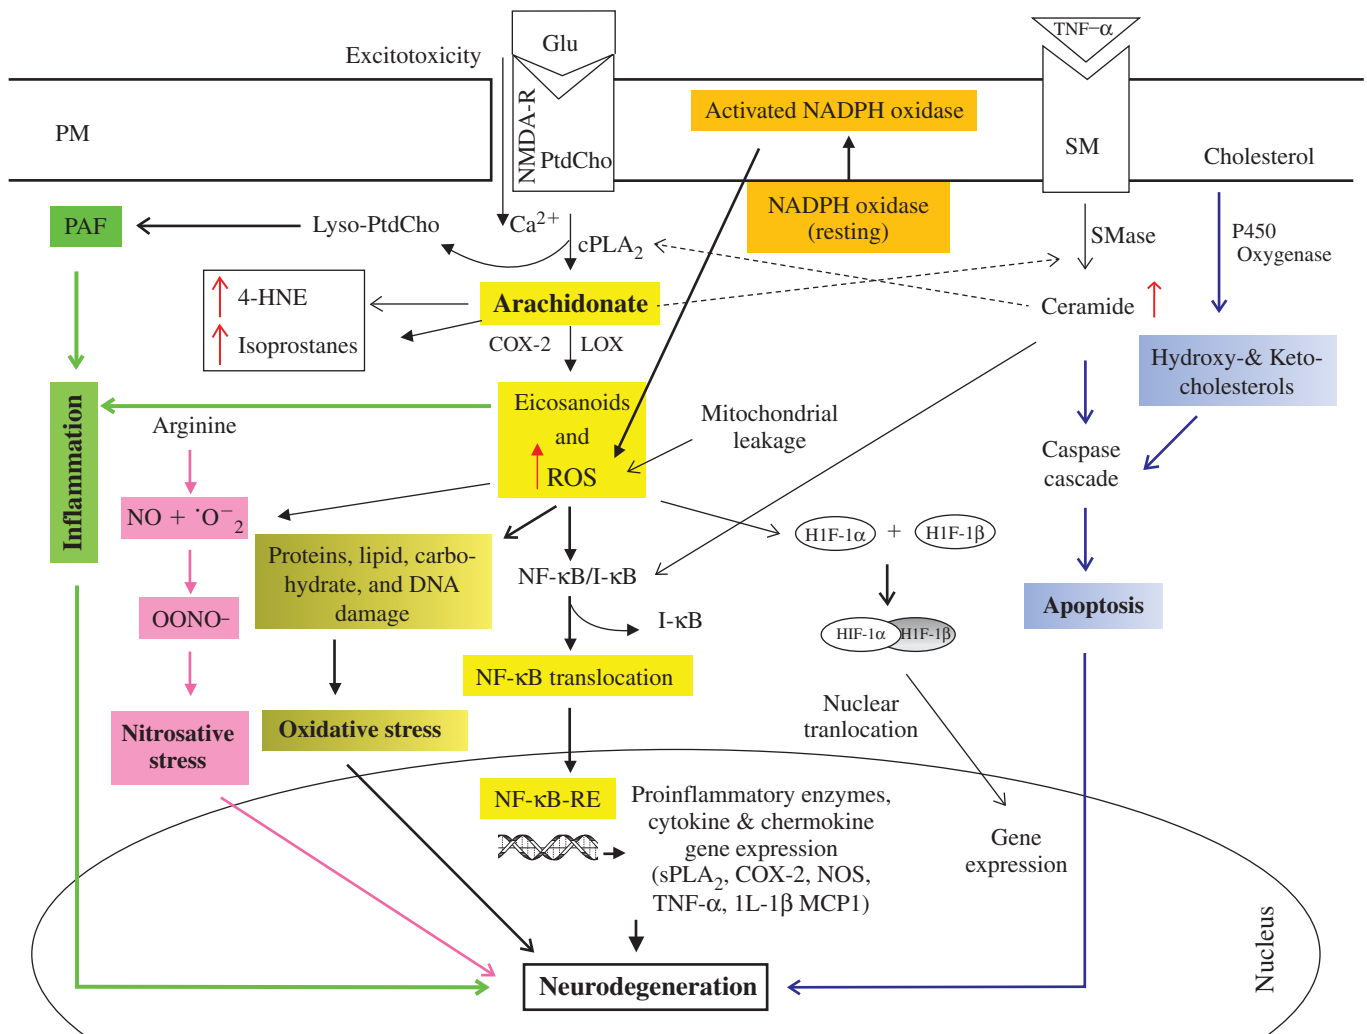 TNF−α
Excitotoxicity
Glu
NMDA-R
PtdCho
PM
Activated NADPH oxidase
SM
Cholesterol
NADPH oxidase
(resting)
PAF
Lyso-PtdCho
Ca2+
cPLA2
SMase
P450
Oxygenase
4-HNE
Isoprostanes
Arachidonate
COX-2
LOX
Ceramide
Hydroxy-& Keto-
cholesterols
Inflammation
Arginine
Eicosanoids
and
ROS
Mitochondrial
leakage
Caspase
cascade
NO + ·O−2
Proteins, lipid, carbo-
hydrate, and DNA
damage
H1F-1α
+
H1F-1β
NF-κB/I-κB
I-κB
OONO−
Apoptosis
HIF-1α
H1F-1β
NF-κB translocation
Nuclear
tranlocation
Nitrosative
stress
Oxidative stress
NF-κB-RE
Proinflammatory enzymes,
cytokine & chermokine
gene expression
(sPLA2, COX-2, NOS,
TNF-α, 1L-1β MCP1)
Gene
expression
Nucleus
Neurodegeneration